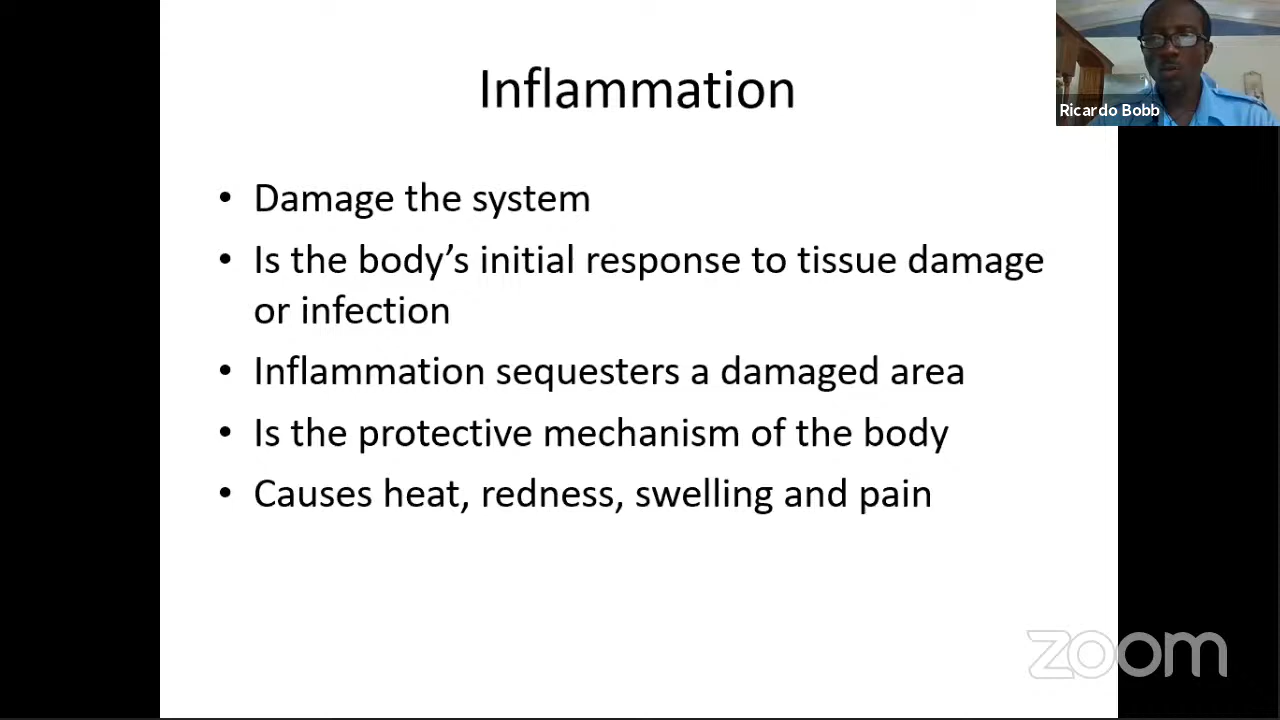 Inflammation
Ricardo Bobb
• Damage the system
• Is the body’s initial response to tissue damage
or infection
• Inflammation sequesters a damaged area
• Is the protective mechanism of the body
• Causes heat, redness, swelling and pain
zoom